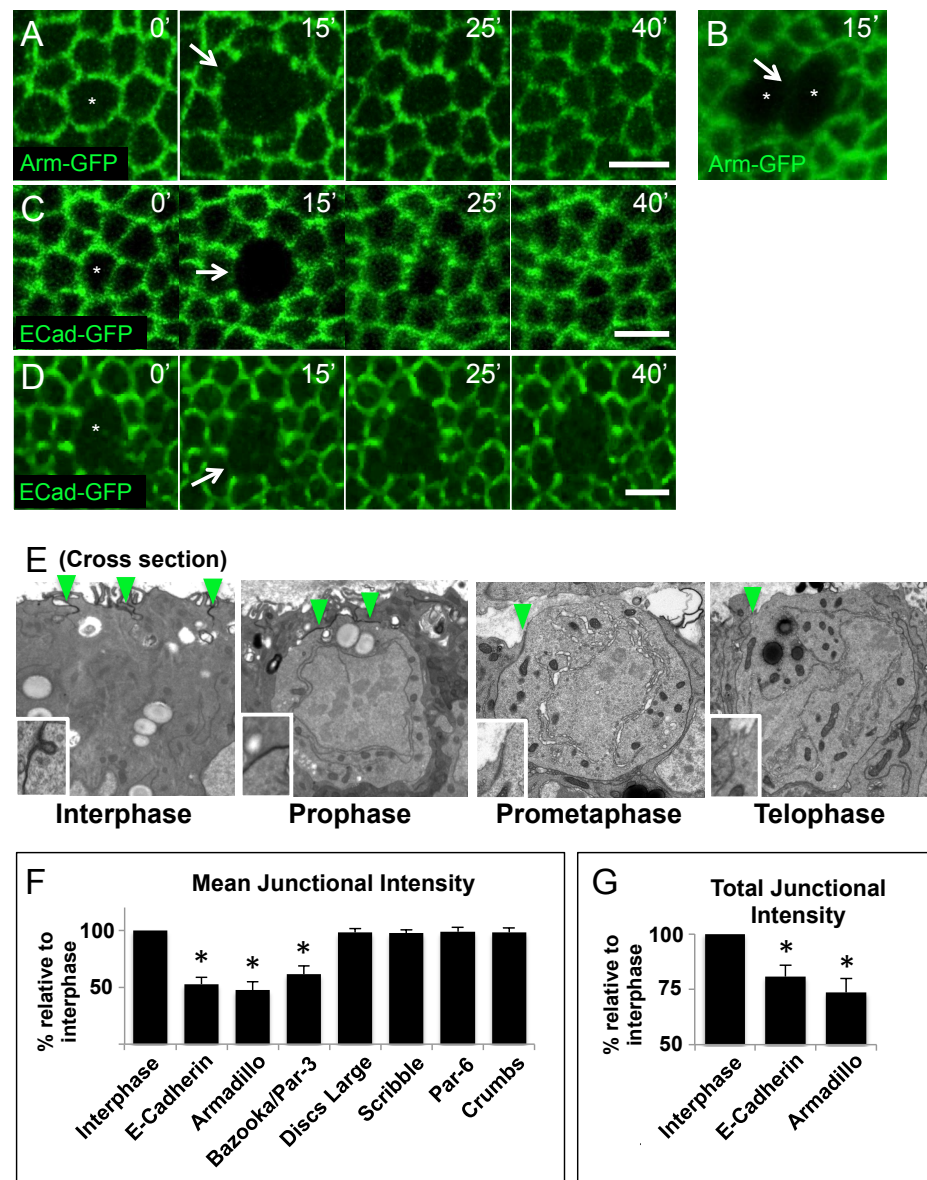 A 0’ 15’ 25’ 40’
*
Arm-GFP
B 15’
* *
Arm-GFP
C 0’ 15’ 25’ 40’
*
ECad-GFP
D 0’ 15’ 25’ 40’
*
ECad-GFP
E (Cross section)
Interphase Prophase Prometaphase Telophase
F Mean Junctional Intensity
% relative to
interphase
100
50
* * *
Interphase
E-Cadherin
Armadillo
Bazooka/Par-3
Discs Large
Scribble
Par-6
Crumbs
G Total Junctional
Intensity
% relative to
interphase
100
75
50
* *
Interphase
E-Cadherin
Armadillo